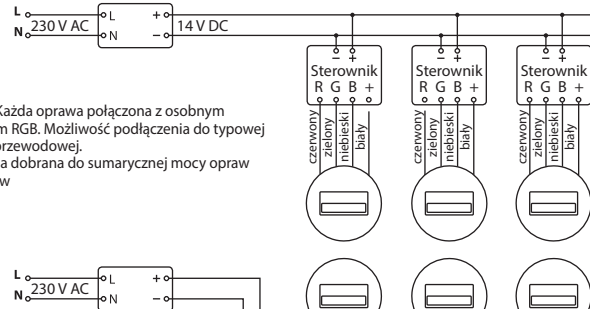 L
N
230 V AC
L
N
+
−
14 V DC
− +
Sterownik
R G B +
czerwony
zielony
niebieski
biały
− +
Sterownik
R G B +
czerwony
zielony
niebieski
biały
− +
Sterownik
R G B +
czerwony
zielony
niebieski
biały
Każda oprawa połączona z osobnym
m RGB. Możliwość podłączenia do typowej
rzewodowej.
a dobrana do sumarycznej mocy opraw
w
L
N
230 V AC
L
N
+
−